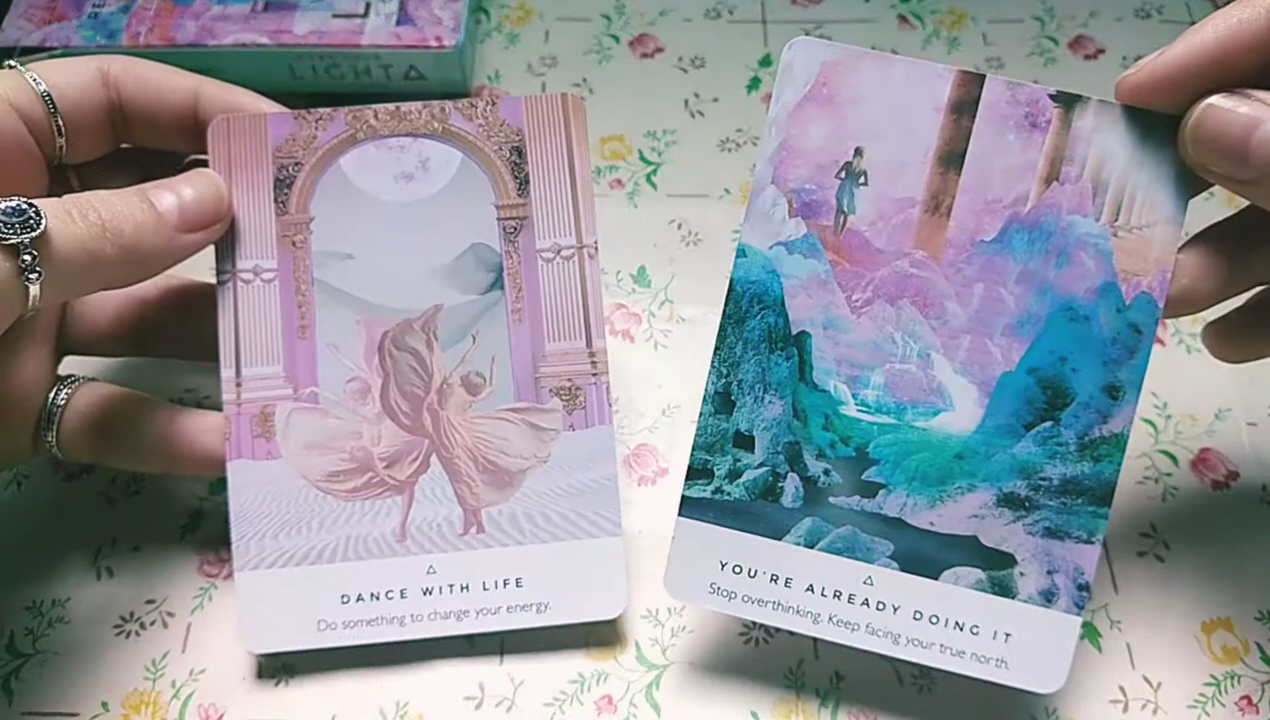 LIGHT
DANCE WITH LIFE
Do something to change your energy.
YOU'RE ALREADY DOING IT
Stop overthinking. Keep facing your true north.